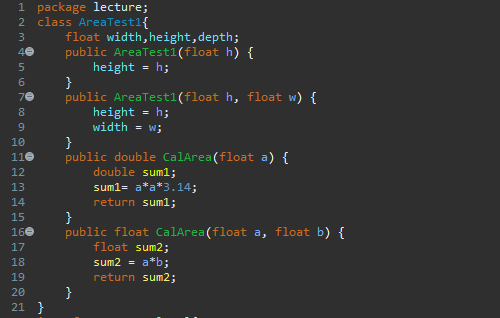 1 package lecture;
2 class AreaTest1{
3 float width,height,depth;
4 public AreaTest1(float h) {
5 height = h;
6 }
7 public AreaTest1(float h, float w) {
8 height = h;
9 width = w;
10 }
11 public double CalArea(float a) {
12 double sum1;
13 sum1= a*a*3.14;
14 return sum1;
15 }
16 public float CalArea(float a, float b) {
17 float sum2;
18 sum2 = a*b;
19 return sum2;
20 }
21 }